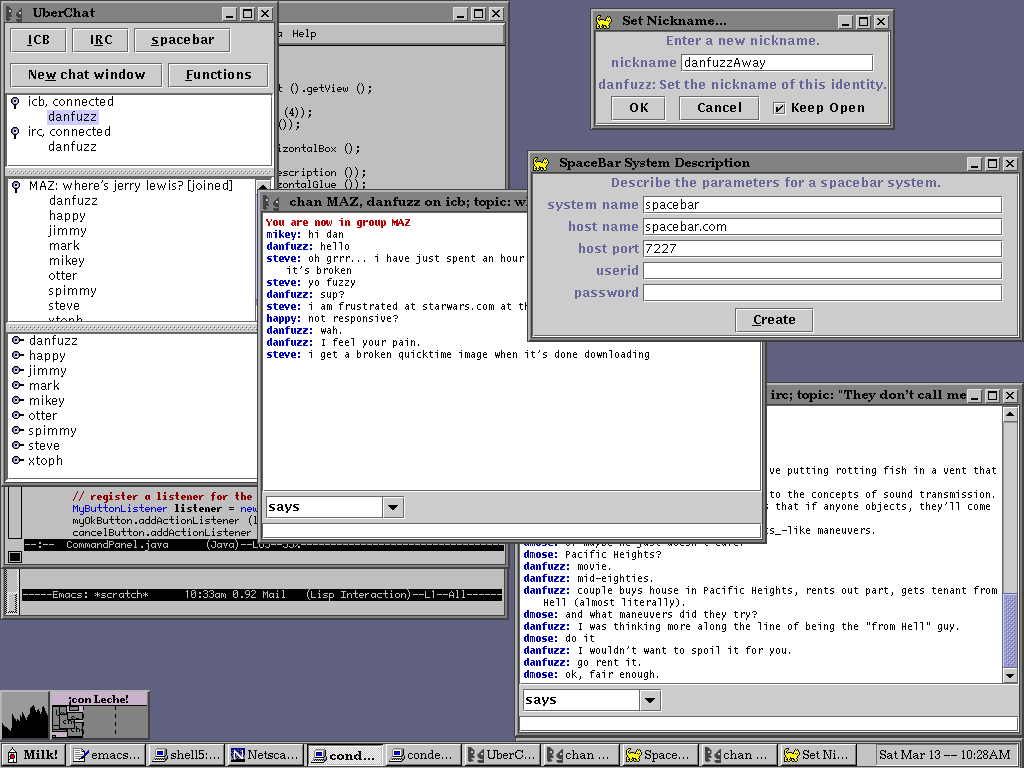 UberChat
ICB IRC spacebar
New chat window Functions
icb, connected
danfuzz
irc, connected
danfuzz
MAZ: where's jerry lewis? [joined]
danfuzz
happy
jimmy
mark
mikey
otter
spimmy
steve
xtoph
danfuzz
happy
jimmy
mark
mikey
otter
spimmy
steve
xtoph
Help
().getView ();
(4));
());
izontalBox ();
escription ());
zontalGlue ());
Set Nickname...
Enter a new nickname.
nickname danfuzzAway
danfuzz: Set the nickname of this identity.
OK Cancel Keep Open
SpaceBar System Description
Describe the parameters for a spacebar system.
system name spacebar
host name spacebar.com
host port 7227
userid
password
Create
chan MAZ, danfuzz on icb; topic: wh
You are now in group MAZ
mikey: hi dan
danfuzz: hello
steve: oh grrr... i have just spent an hour
it's broken
steve: yo fuzzy
danfuzz: sup?
steve: i am frustrated at starwars.com at th
happy: not responsive?
danfuzz: wah.
danfuzz: I feel your pain.
steve: i get a broken quicktime image when it's done downloading
says
irc; topic: "They don't call me
ve putting rotting fish in a vent that
to the concepts of sound transmission.
that if anyone objects, they'll come
s_-like maneuvers.
dmose: or maybe he just doesn't care.
dmose: Pacific Heights?
danfuzz: movie.
danfuzz: mid-eighties.
danfuzz: couple buys house in Pacific Heights, rents out part, gets tenant from
Hell (almost literally).
dmose: and what maneuvers did they try?
danfuzz: I was thinking more along the line of being the "from Hell" guy.
dmose: do it
danfuzz: I wouldn't want to spoil it for you.
danfuzz: go rent it.
dmose: ok, fair enough.
says
// register a listener for the
MyButtonListener listener = new
myOkButton.addActionListener (l
cancelButton.addActionListener
--:-- CommandPanel.java (Java)--L65--55%
-----Emacs: *scratch* 10:33am 0.92 Mail (Lisp Interaction)--L1--All------
¡con Leche!
Milk! emacs... shell5:... Netsca... cond... conde... UberC... chan ... Space... chan ... Set Ni... Sat Mar 13 -- 10:28AM